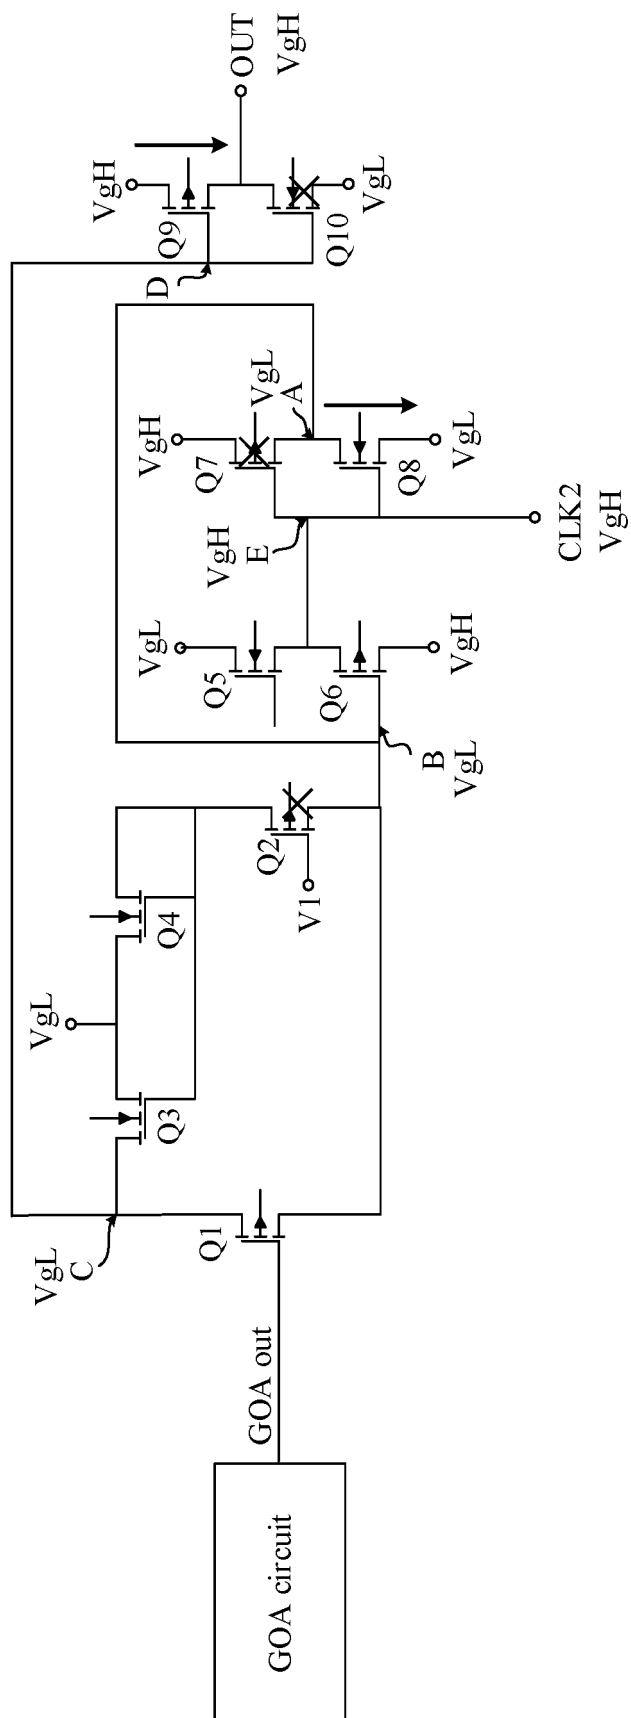 GOA circuit
GOA out
Q1
VgL
C
Q3
VgL
Q4
Q2
V1
B
VgL
Q5
VgL
Q6
VgH
VgH
E
Q7
VgH
VgL
A
Q8
VgL
CLK2
VgH
D
Q9
VgH
Q10
VgL
OUT
VgH